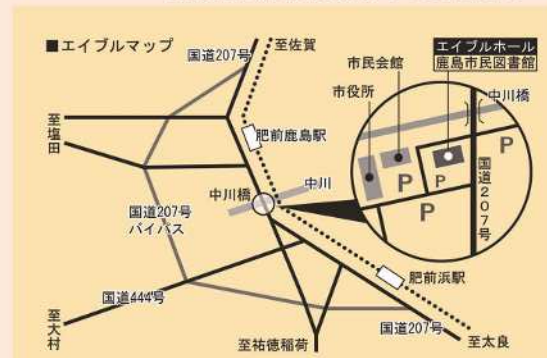 ■エイブルマップ
国道207号
至佐賀
市民会館
エイブルホール
鹿島市民図書館
市役所
中川橋
至塩田
肥前鹿島駅
P
P
P
P
国道207号
中川橋
中川
国道207号
バイパス
肥前浜駅
国道444号
至大村
国道207号
至祐徳稲荷
至太良